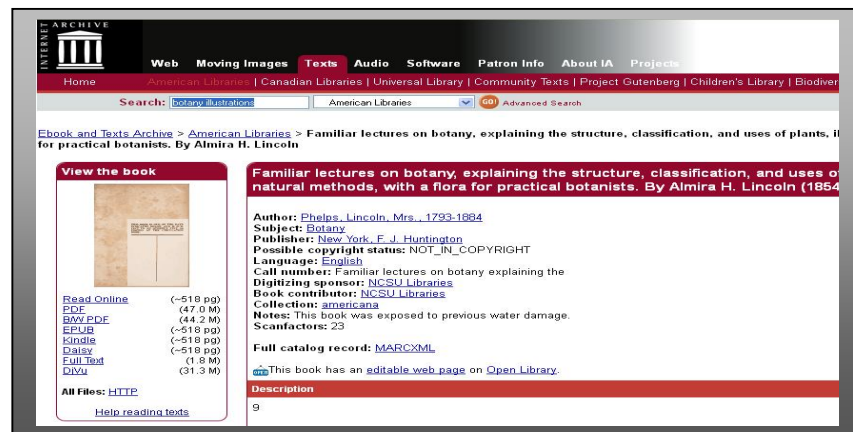 INTERNET ARCHIVE
Web Moving Images Texts Audio Software Patron Info About IA Projects
Home American Libraries | Canadian Libraries | Universal Library | Community Texts | Project Gutenberg | Children's Library | Biodiver
Search: botany illustrations American Libraries GO! Advanced Search
Ebook and Texts Archive > American Libraries > Familiar lectures on botany, explaining the structure, classification, and uses of plants, il
for practical botanists. By Almira H. Lincoln
View the book
Read Online (~518 pg)
PDF (47.0 M)
B/W PDF (44.2 M)
EPUB (~518 pg)
Kindle (~518 pg)
Daisy (~518 pg)
Full Text (1.8 M)
DjVu (31.3 M)
All Files: HTTP
Help reading texts
Familiar lectures on botany, explaining the structure, classification, and uses o
natural methods, with a flora for practical botanists. By Almira H. Lincoln (1854
Author: Phelps, Lincoln, Mrs., 1793-1884
Subject: Botany
Publisher: New York, F. J. Huntington
Possible copyright status: NOT_IN_COPYRIGHT
Language: English
Call number: Familiar lectures on botany explaining the
Digitizing sponsor: NCSU Libraries
Book contributor: NCSU Libraries
Collection: americana
Notes: This book was exposed to previous water damage.
Scanfactors: 23
Full catalog record: MARCXML
OPEN This book has an editable web page on Open Library.
Description
9